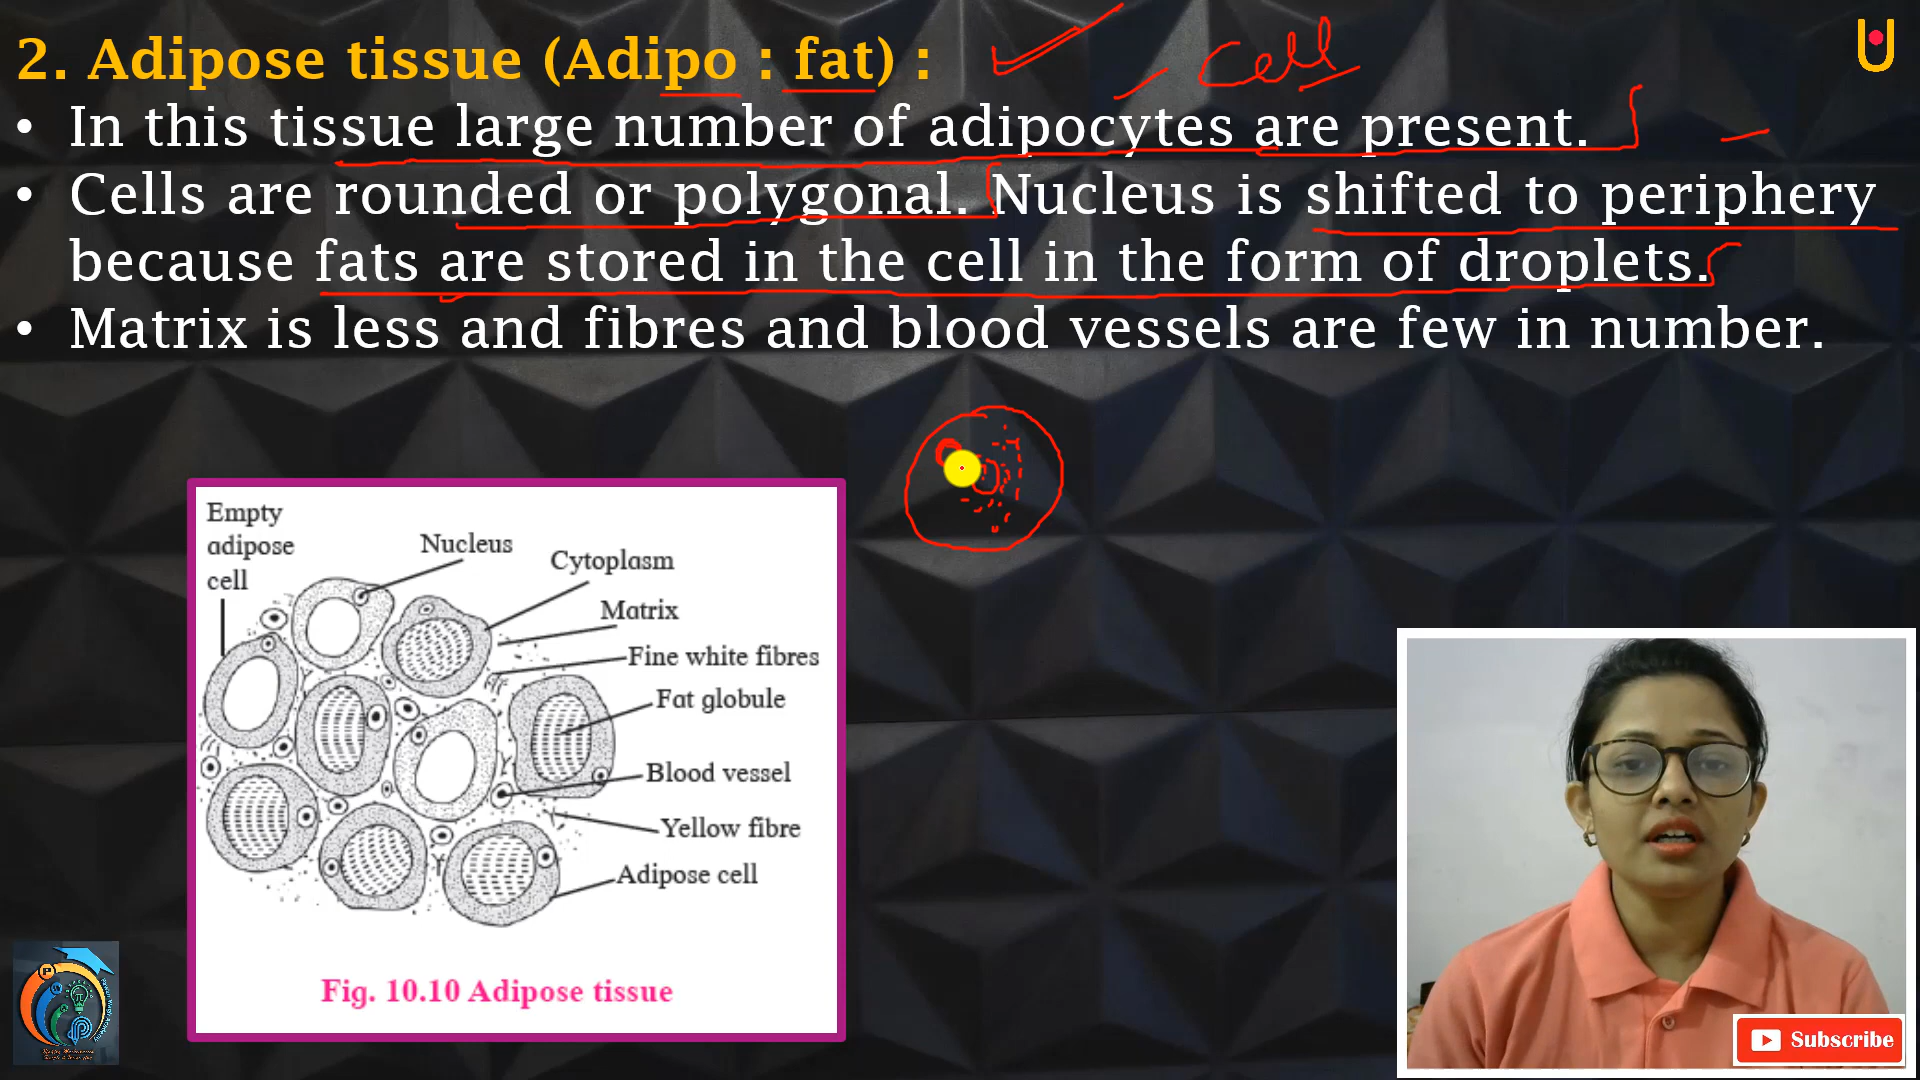 2. Adipose tissue (Adipo : fat) :
Cell
• In this tissue large number of adipocytes are present.
• Cells are rounded or polygonal. Nucleus is shifted to periphery
because fats are stored in the cell in the form of droplets.
• Matrix is less and fibres and blood vessels are few in number.
Empty
adipose
cell
Nucleus
Cytoplasm
Matrix
Fine white fibres
Fat globule
Blood vessel
Yellow fibre
Adipose cell
Fig. 10.10 Adipose tissue
Subscribe